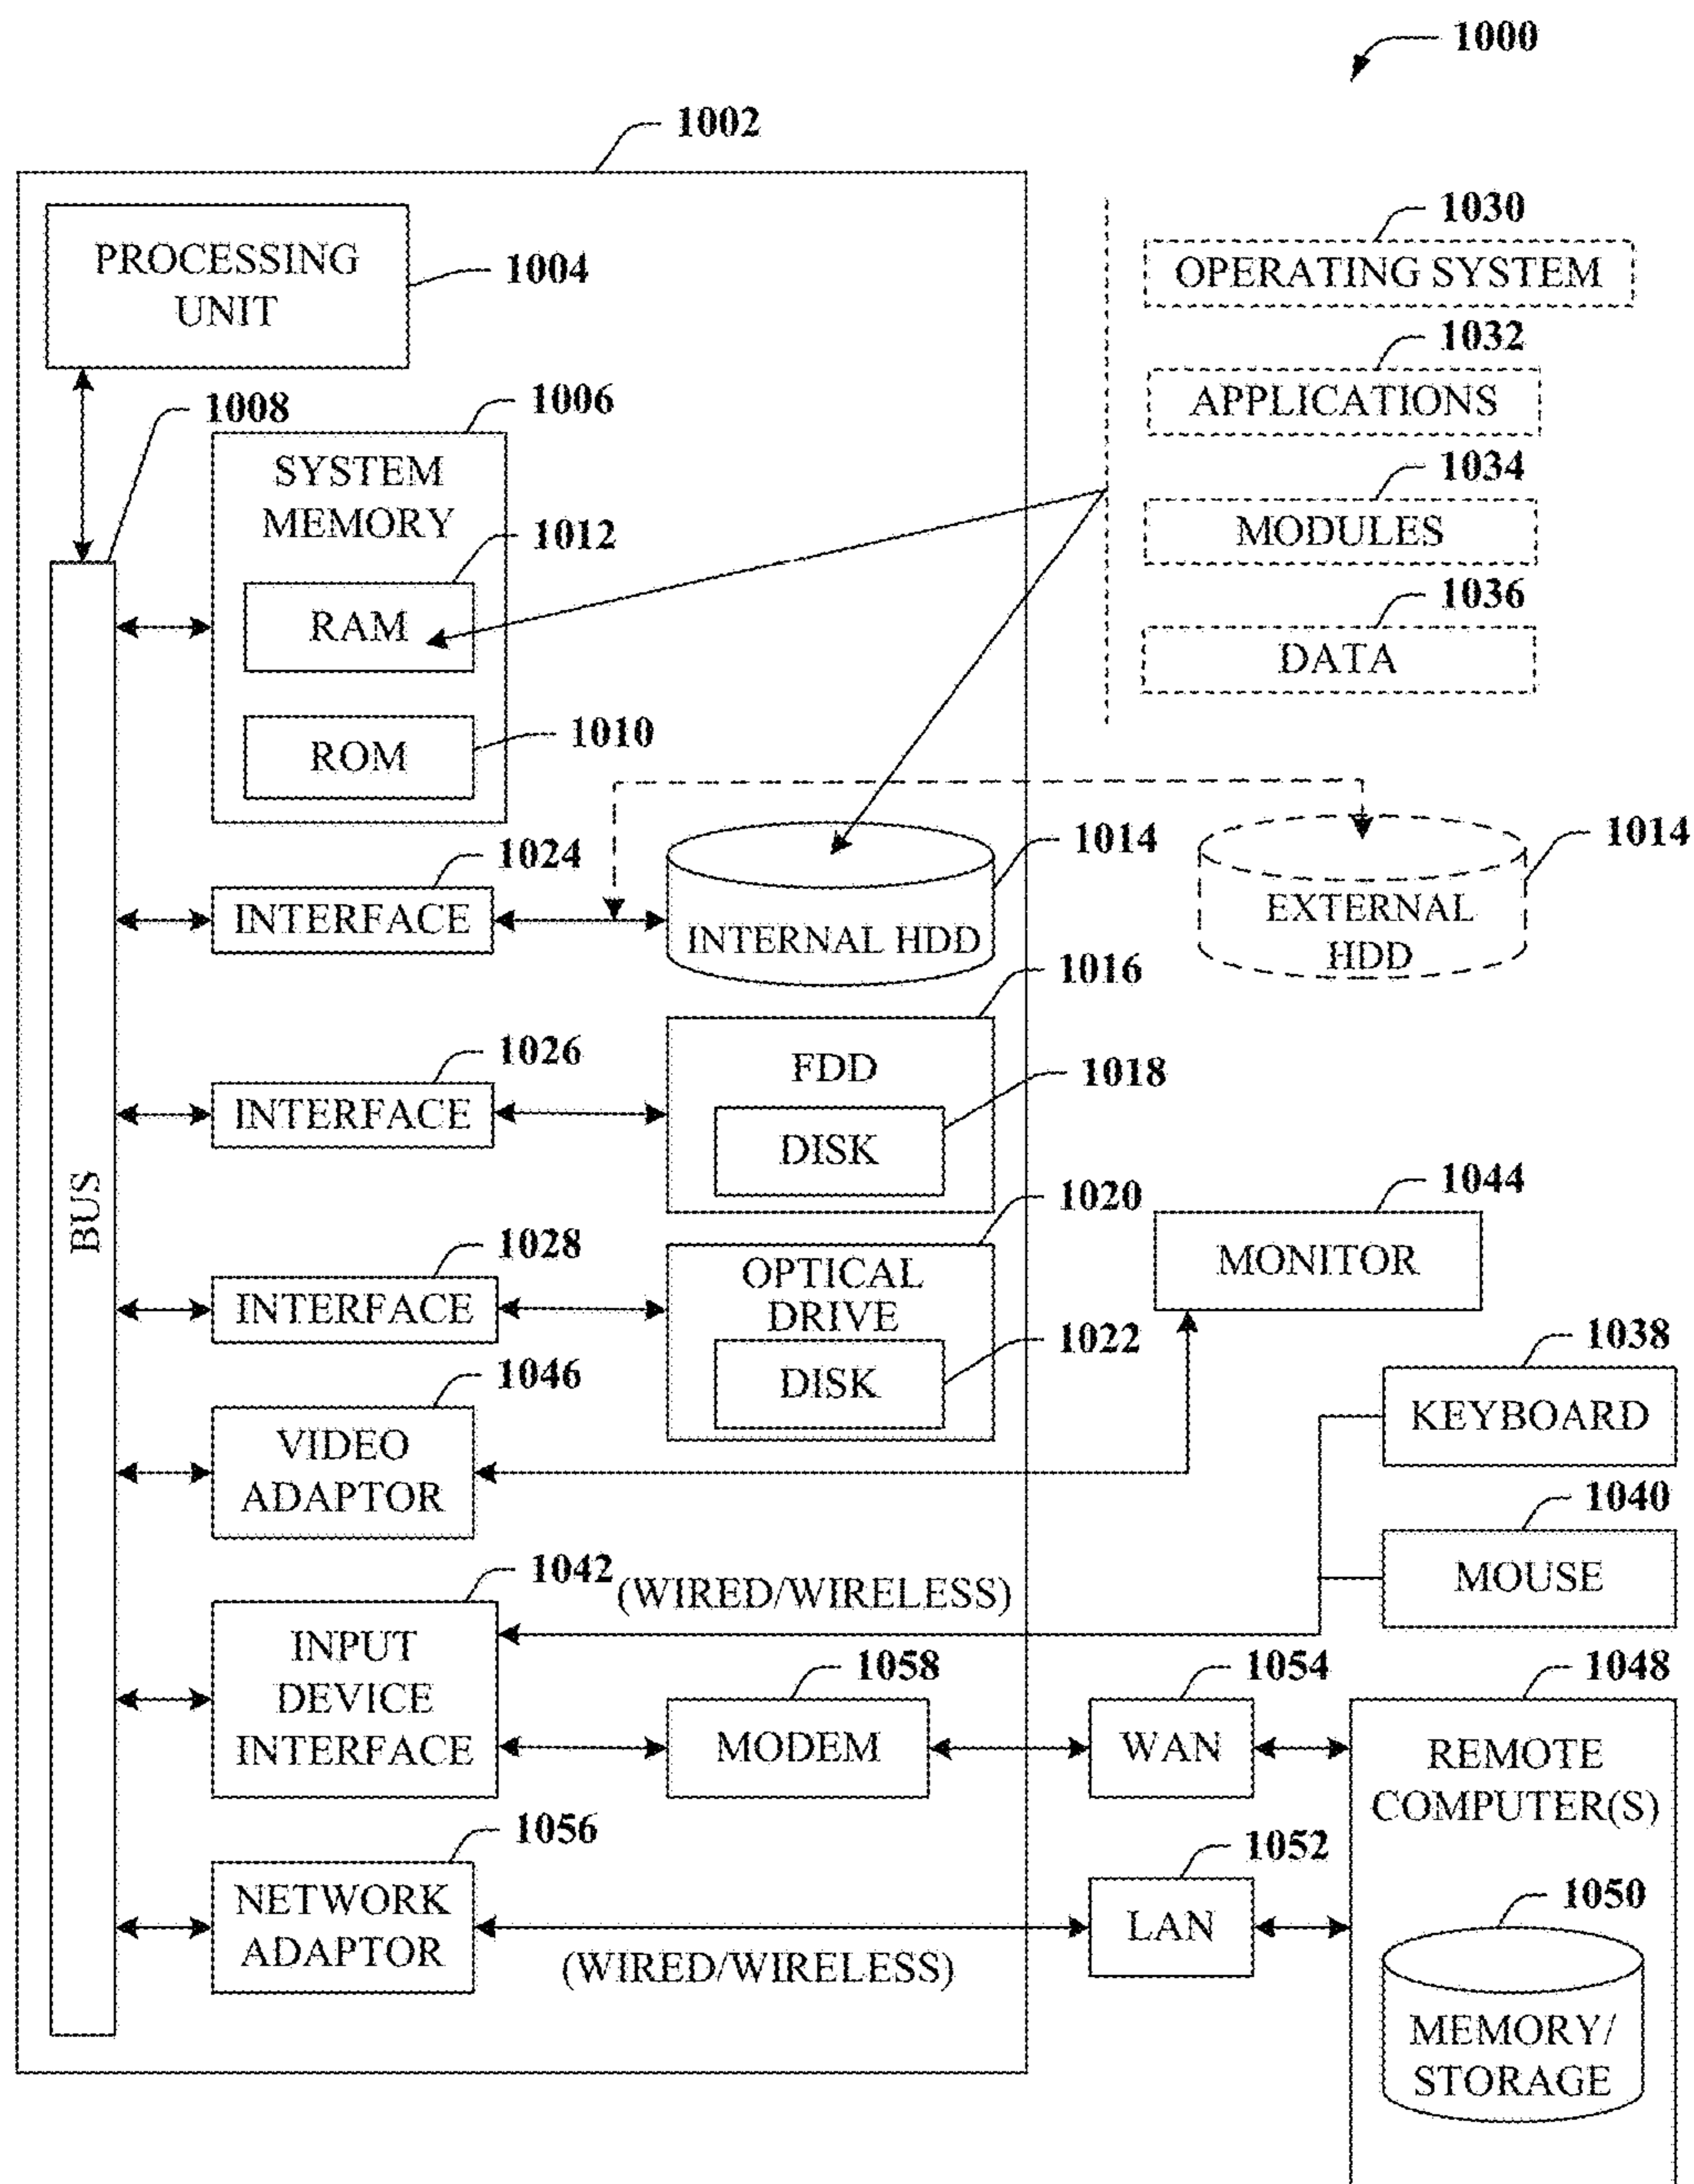 1000
1002
PROCESSING
UNIT
1004
1030
OPERATING SYSTEM
1032
APPLICATIONS
1034
MODULES
1036
DATA
1008
1006
SYSTEM
MEMORY
1012
RAM
1010
ROM
1024
INTERFACE
1014
INTERNAL HDD
1014
EXTERNAL
HDD
1016
1026
INTERFACE
FDD
1018
DISK
BUS
1020
1028
INTERFACE
OPTICAL
DRIVE
1022
DISK
1044
MONITOR
1038
KEYBOARD
1046
VIDEO
ADAPTOR
1040
MOUSE
1042
(WIRED/WIRELESS)
INPUT
DEVICE
INTERFACE
1058
MODEM
1054
WAN
1048
REMOTE
COMPUTER(S)
1056
NETWORK
ADAPTOR
(WIRED/WIRELESS)
1052
LAN
1050
MEMORY/
STORAGE